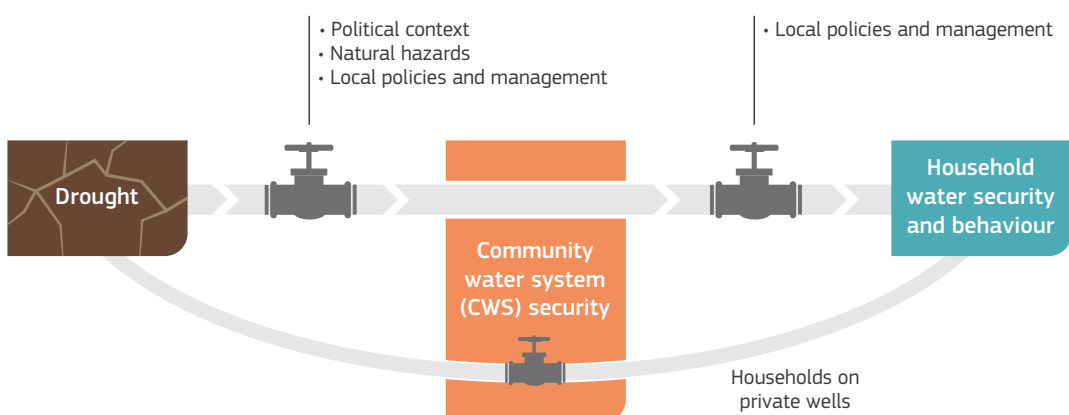 • Political context
• Natural hazards
• Local policies and management
• Local policies and management
Drought
Community
water system
(CWS) security
Household
water security
and behaviour
Households on
private wells